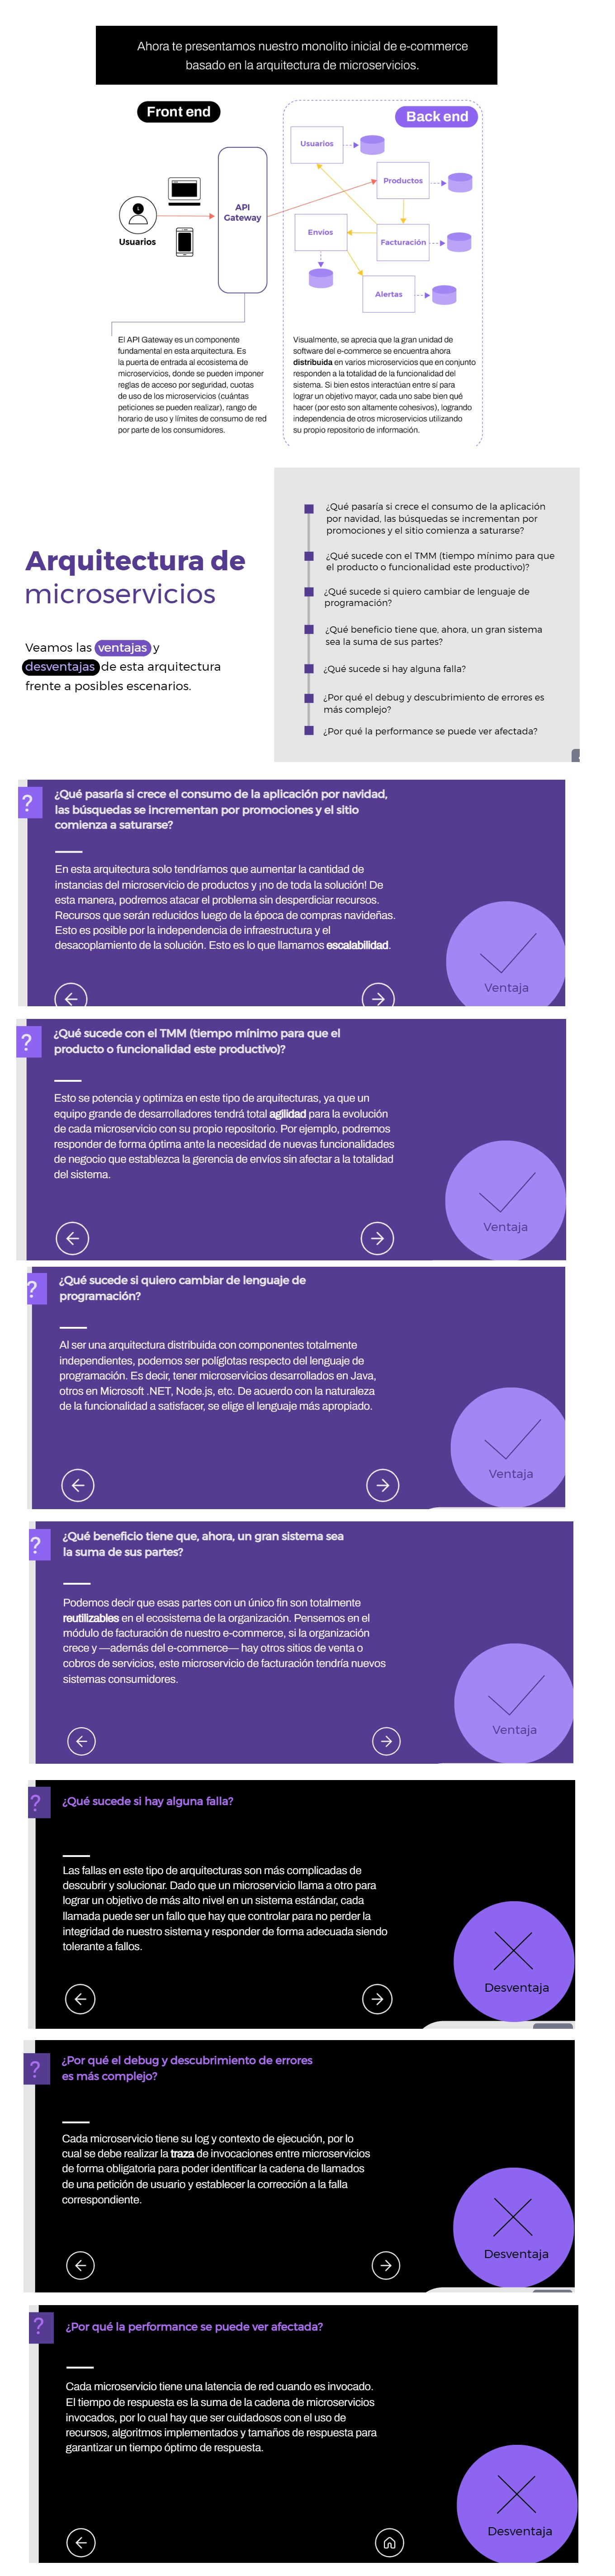 Ahora te presentamos nuestro monolito inicial de e-commerce
basado en la arquitectura de microservicios.
Front end
Back end
Usuarios
Productos
API
Gateway
Envíos
Facturación
Usuarios
Alertas
El API Gateway es un componente
fundamental en esta arquitectura. Es
la puerta de entrada al ecosistema de
microservicios, donde se pueden imponer
reglas de acceso por seguridad, cuotas
de uso de los microservicios (cuántas
peticiones se pueden realizar), rango de
horario de uso y límites de consumo de red
por parte de los consumidores.
Visualmente, se aprecia que la gran unidad de
software del e-commerce se encuentra ahora
distribuida en varios microservicios que en conjunto
responden a la totalidad de la funcionalidad del
sistema. Si bien estos interactúan entre sí para
lograr un objetivo mayor, cada uno sabe bien qué
hacer (por esto son altamente cohesivos), logrando
independencia de otros microservicios utilizando
su propio repositorio de información.
Arquitectura de
microservicios
Veamos las ventajas y
desventajas de esta arquitectura
frente a posibles escenarios.
¿Qué pasaría si crece el consumo de la aplicación
por navidad, las búsquedas se incrementan por
promociones y el sitio comienza a saturarse?
¿Qué sucede con el TMM (tiempo mínimo para que
el producto o funcionalidad este productivo)?
¿Qué sucede si quiero cambiar de lenguaje de
programación?
¿Qué beneficio tiene que, ahora, un gran sistema
sea la suma de sus partes?
¿Qué sucede si hay alguna falla?
¿Por qué el debug y descubrimiento de errores es
más complejo?
¿Por qué la performance se puede ver afectada?
?
¿Qué pasaría si crece el consumo de la aplicación por navidad,
las búsquedas se incrementan por promociones y el sitio
comienza a saturarse?
En esta arquitectura solo tendríamos que aumentar la cantidad de
instancias del microservicio de productos y ¡no de toda la solución! De
esta manera, podremos atacar el problema sin desperdiciar recursos.
Recursos que serán reducidos luego de la época de compras navideñas.
Esto es posible por la independencia de infraestructura y el
desacoplamiento de la solución. Esto es lo que llamamos escalabilidad.
Ventaja
?
¿Qué sucede con el TMM (tiempo mínimo para que el
producto o funcionalidad este productivo)?
Esto se potencia y optimiza en este tipo de arquitecturas, ya que un
equipo grande de desarrolladores tendrá total agilidad para la evolución
de cada microservicio con su propio repositorio. Por ejemplo, podremos
responder de forma óptima ante la necesidad de nuevas funcionalidades
de negocio que establezca la gerencia de envíos sin afectar a la totalidad
del sistema.
Ventaja
?
¿Qué sucede si quiero cambiar de lenguaje de
programación?
Al ser una arquitectura distribuida con componentes totalmente
independientes, podemos ser políglotas respecto del lenguaje de
programación. Es decir, tener microservicios desarrollados en Java,
otros en Microsoft .NET, Node.js, etc. De acuerdo con la naturaleza
de la funcionalidad a satisfacer, se elige el lenguaje más apropiado.
Ventaja
?
¿Qué beneficio tiene que, ahora, un gran sistema sea
la suma de sus partes?
Podemos decir que esas partes con un único fin son totalmente
reutilizables en el ecosistema de la organización. Pensemos en el
módulo de facturación de nuestro e-commerce, si la organización
crece y —además del e-commerce— hay otros sitios de venta o
cobros de servicios, este microservicio de facturación tendría nuevos
sistemas consumidores.
Ventaja
?
¿Qué sucede si hay alguna falla?
Las fallas en este tipo de arquitecturas son más complicadas de
descubrir y solucionar. Dado que un microservicio llama a otro para
lograr un objetivo de más alto nivel en un sistema estándar, cada
llamada puede ser un fallo que hay que controlar para no perder la
integridad de nuestro sistema y responder de forma adecuada siendo
tolerante a fallos.
Desventaja
?
¿Por qué el debug y descubrimiento de errores
es más complejo?
Cada microservicio tiene su log y contexto de ejecución, por lo
cual se debe realizar la traza de invocaciones entre microservicios
de forma obligatoria para poder identificar la cadena de llamados
de una petición de usuario y establecer la corrección a la falla
correspondiente.
Desventaja
?
¿Por qué la performance se puede ver afectada?
Cada microservicio tiene una latencia de red cuando es invocado.
El tiempo de respuesta es la suma de la cadena de microservicios
invocados, por lo cual hay que ser cuidadosos con el uso de
recursos, algoritmos implementados y tamaños de respuesta para
garantizar un tiempo óptimo de respuesta.
Desventaja